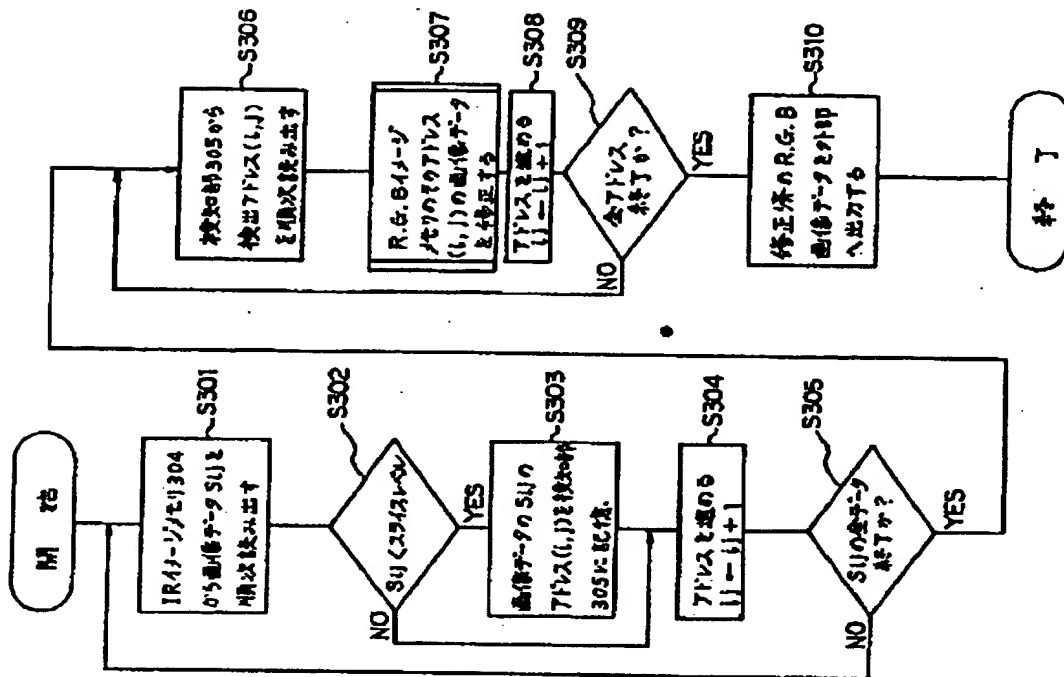 開始
IRイメージメモリ304
から画像データSijを
順次読み出す
S301
Sij<スライスレベル
S302
YES
NO
画像データのSijの
アドレス(i,j)を検知部
305に記憶.
S303
アドレスを進める
ij←ij+1
S304
Sijの全データ
終了か?
S305
NO
YES
検知部305から
検出アドレス(i,j)
を順次読み出す
S306
R.G.Bイメージ
メモリのそのアドレス
(i,j)の画像データ
を修正する
S307
アドレスを進める
ij←ij+1
S308
全アドレス
終了か?
S309
NO
YES
修正済のR.G.B
画像データを外部
へ出力する
S310
終了